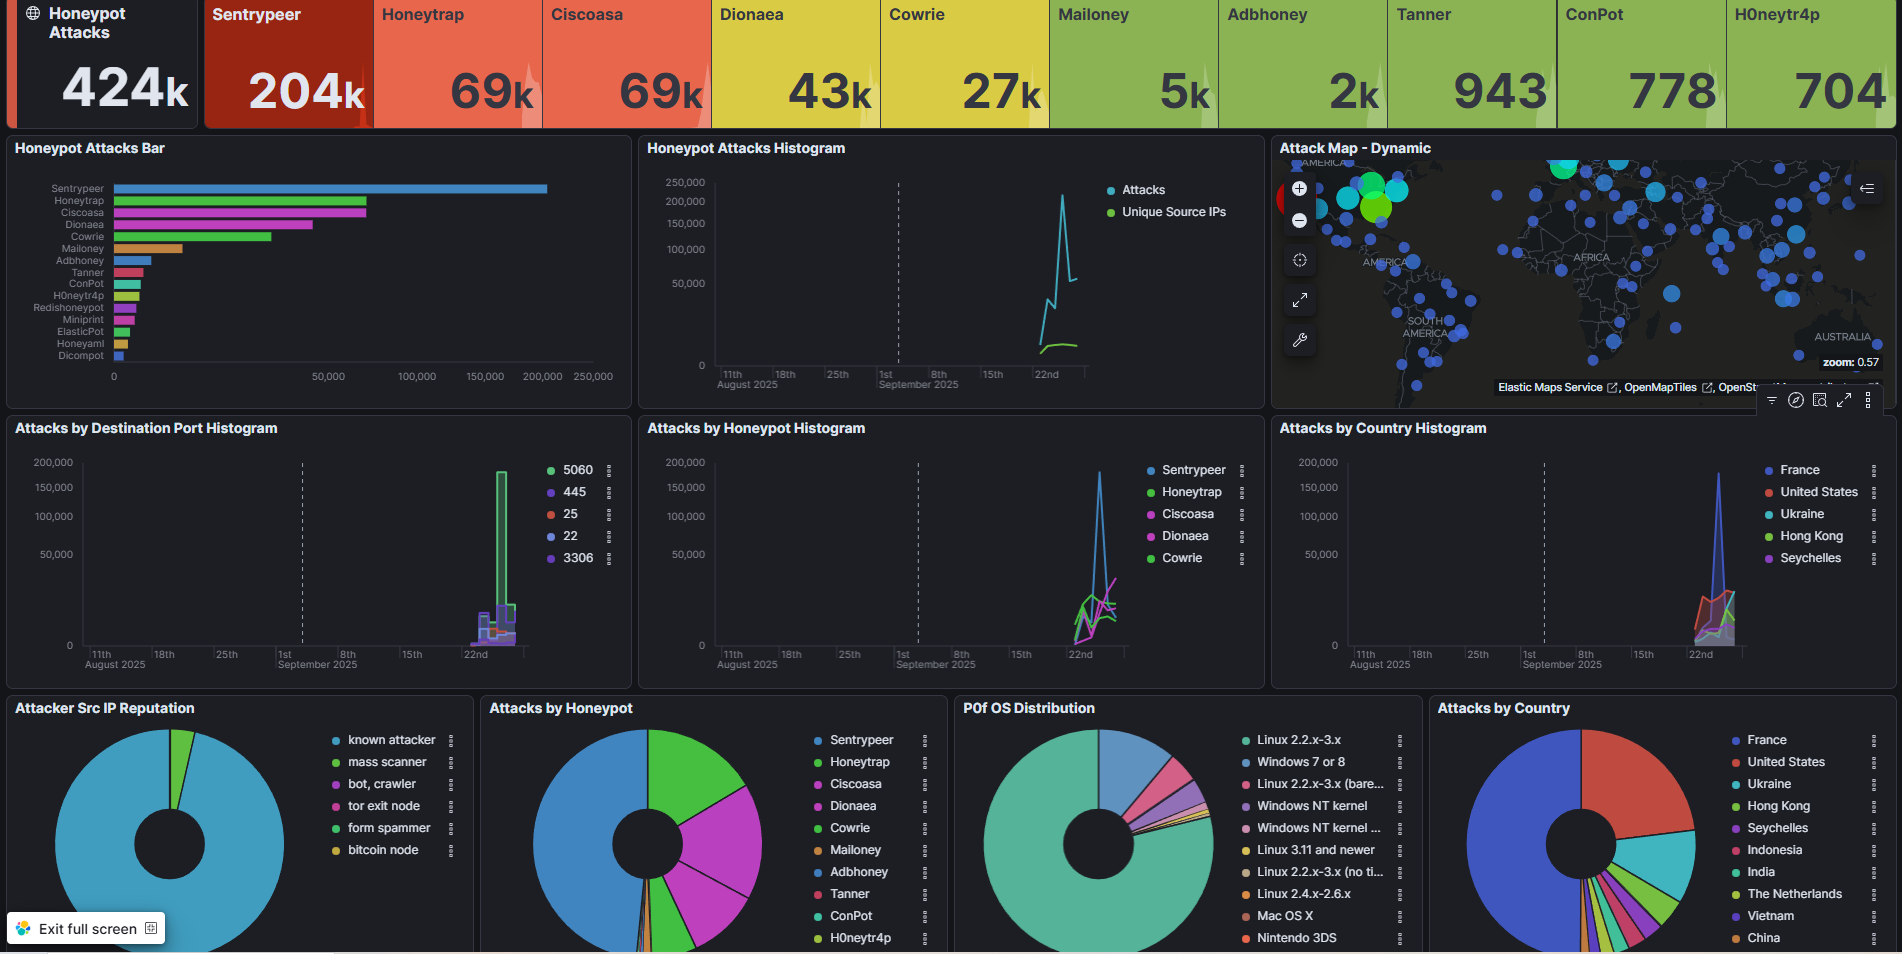 Honeypot
Attacks
424k
Sentrypeer
204k
Honeytrap
69k
Ciscoasa
69k
Dionaea
43k
Cowrie
27k
Mailoney
5k
Adbhoney
2k
Tanner
943
ConPot
778
H0neytr4p
704
Honeypot Attacks Bar
Sentrypeer
Honeytrap
Ciscoasa
Dionaea
Cowrie
Mailoney
Adbhoney
Tanner
ConPot
H0neytr4p
Redishoneypot
Miniprint
ElasticPot
Honeyaml
Dicompot
0 50,000 100,000 150,000 200,000 250,000
Honeypot Attacks Histogram
250,000
200,000
150,000
100,000
50,000
0
11th 18th 25th 1st 8th 15th 22nd
August 2025 September 2025
Attacks
Unique Source IPs
Attack Map - Dynamic
AMERICA
AMERICA
AFRICA
SOUTH
AMERICA
AUSTRALIA
zoom: 0.57
Elastic Maps Service , OpenMapTiles , OpenSt
Attacks by Destination Port Histogram
200,000
150,000
100,000
50,000
0
11th 18th 25th 1st 8th 15th 22nd
August 2025 September 2025
5060
445
25
22
3306
Attacks by Honeypot Histogram
200,000
150,000
100,000
50,000
0
11th 18th 25th 1st 8th 15th 22nd
August 2025 September 2025
Sentrypeer
Honeytrap
Ciscoasa
Dionaea
Cowrie
Attacks by Country Histogram
200,000
150,000
100,000
50,000
0
11th 18th 25th 1st 8th 15th 22nd
August 2025 September 2025
France
United States
Ukraine
Hong Kong
Seychelles
Attacker Src IP Reputation
known attacker
mass scanner
bot, crawler
tor exit node
form spammer
bitcoin node
Exit full screen
Attacks by Honeypot
Sentrypeer
Honeytrap
Ciscoasa
Dionaea
Cowrie
Mailoney
Adbhoney
Tanner
ConPot
H0neytr4p
P0f OS Distribution
Linux 2.2.x-3.x
Windows 7 or 8
Linux 2.2.x-3.x (bare...
Windows NT kernel
Windows NT kernel ...
Linux 3.11 and newer
Linux 2.2.x-3.x (no ti...
Linux 2.4.x-2.6.x
Mac OS X
Nintendo 3DS
Attacks by Country
France
United States
Ukraine
Hong Kong
Seychelles
Indonesia
India
The Netherlands
Vietnam
China